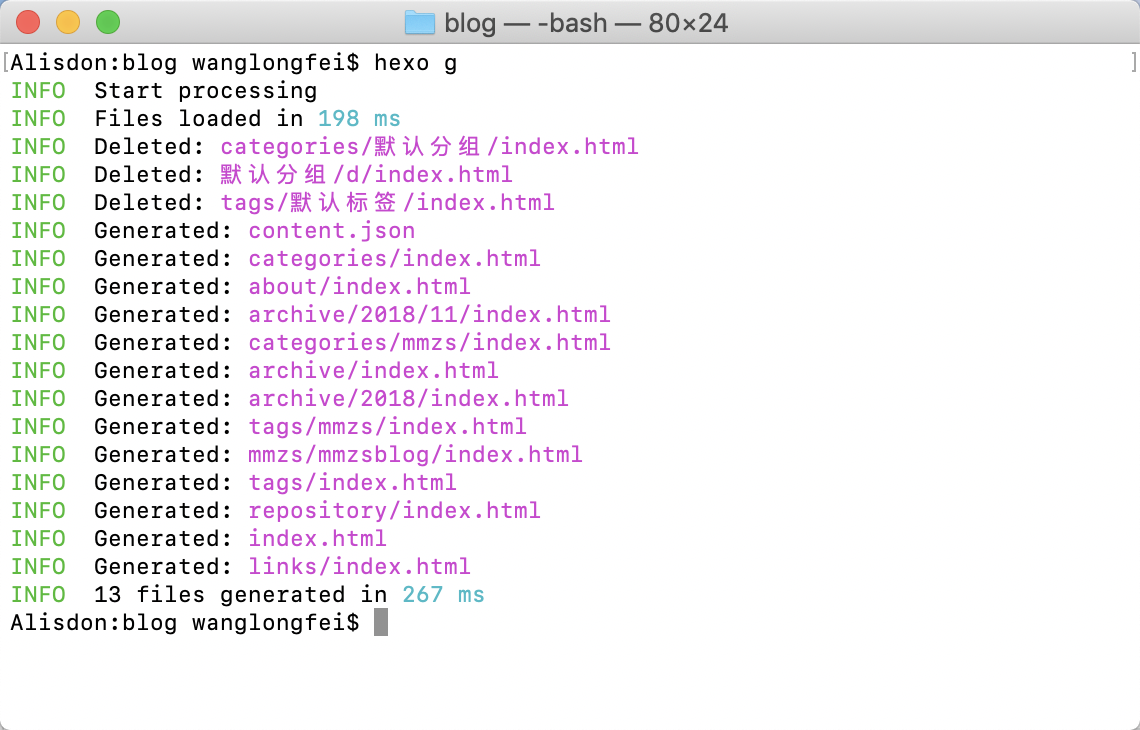 blog — -bash — 80×24
[Alisdon:blog wanglongfei$ hexo g ]
INFO  Start processing
INFO  Files loaded in 198 ms
INFO  Deleted: categories/默认分组/index.html
INFO  Deleted: 默认分组/d/index.html
INFO  Deleted: tags/默认标签/index.html
INFO  Generated: content.json
INFO  Generated: categories/index.html
INFO  Generated: about/index.html
INFO  Generated: archive/2018/11/index.html
INFO  Generated: categories/mmzs/index.html
INFO  Generated: archive/index.html
INFO  Generated: archive/2018/index.html
INFO  Generated: tags/mmzs/index.html
INFO  Generated: mmzs/mmzsblog/index.html
INFO  Generated: tags/index.html
INFO  Generated: repository/index.html
INFO  Generated: index.html
INFO  Generated: links/index.html
INFO  13 files generated in 267 ms
Alisdon:blog wanglongfei$